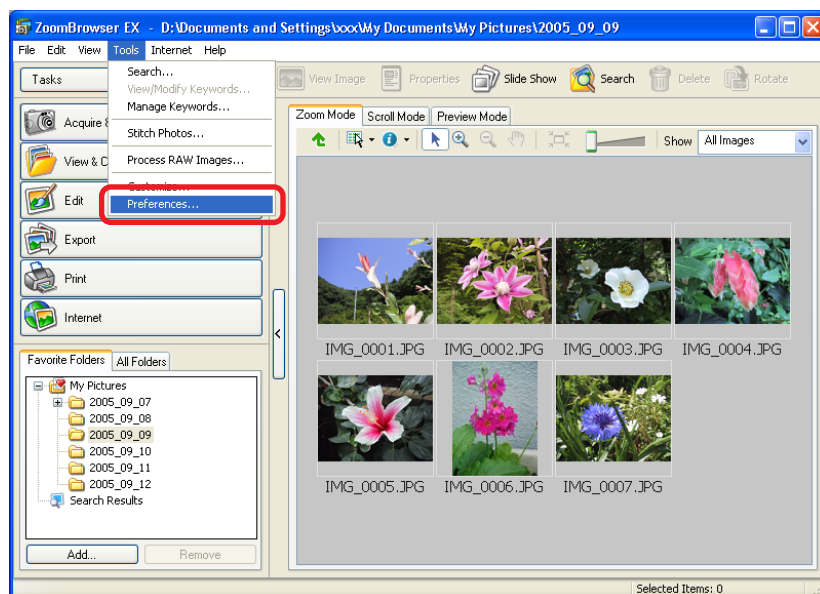 ZoomBrowser EX - D:\Documents and Settings\xxx\My Documents\My Pictures\2005_09_09
File Edit View Tools Internet Help
Tasks
Search...
View/Modify Keywords...
Manage Keywords...
Stitch Photos...
Process RAW Images...
Customize...
Preferences...
View Image Properties Slide Show Search Delete Rotate
Acquire &
View & C
Edit
Export
Print
Internet
Zoom Mode Scroll Mode Preview Mode
Show All Images
IMG_0001.JPG IMG_0002.JPG IMG_0003.JPG IMG_0004.JPG
IMG_0005.JPG IMG_0006.JPG IMG_0007.JPG
Favorite Folders All Folders
My Pictures
2005_09_07
2005_09_08
2005_09_09
2005_09_10
2005_09_11
2005_09_12
Search Results
Add... Remove
Selected Items: 0